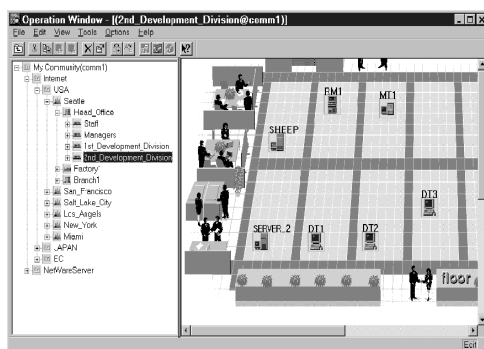 Operation Window - [(2nd_Development_Division@comm1)]
File Edit View Tools Options Help
My Community(comm1)
Internet
USA
Seatle
Head_Office
Staff
Managers
1st_Development_Division
2nd_Development_Division
Factory
Branch1
San_Francisco
Salt_Lake_City
Los_Angels
New_York
Miami
JAPAN
EC
NetWareServer
RM1
MT1
SHEEP
DT3
SERVER_2
DT1
DT2
floor
Edit